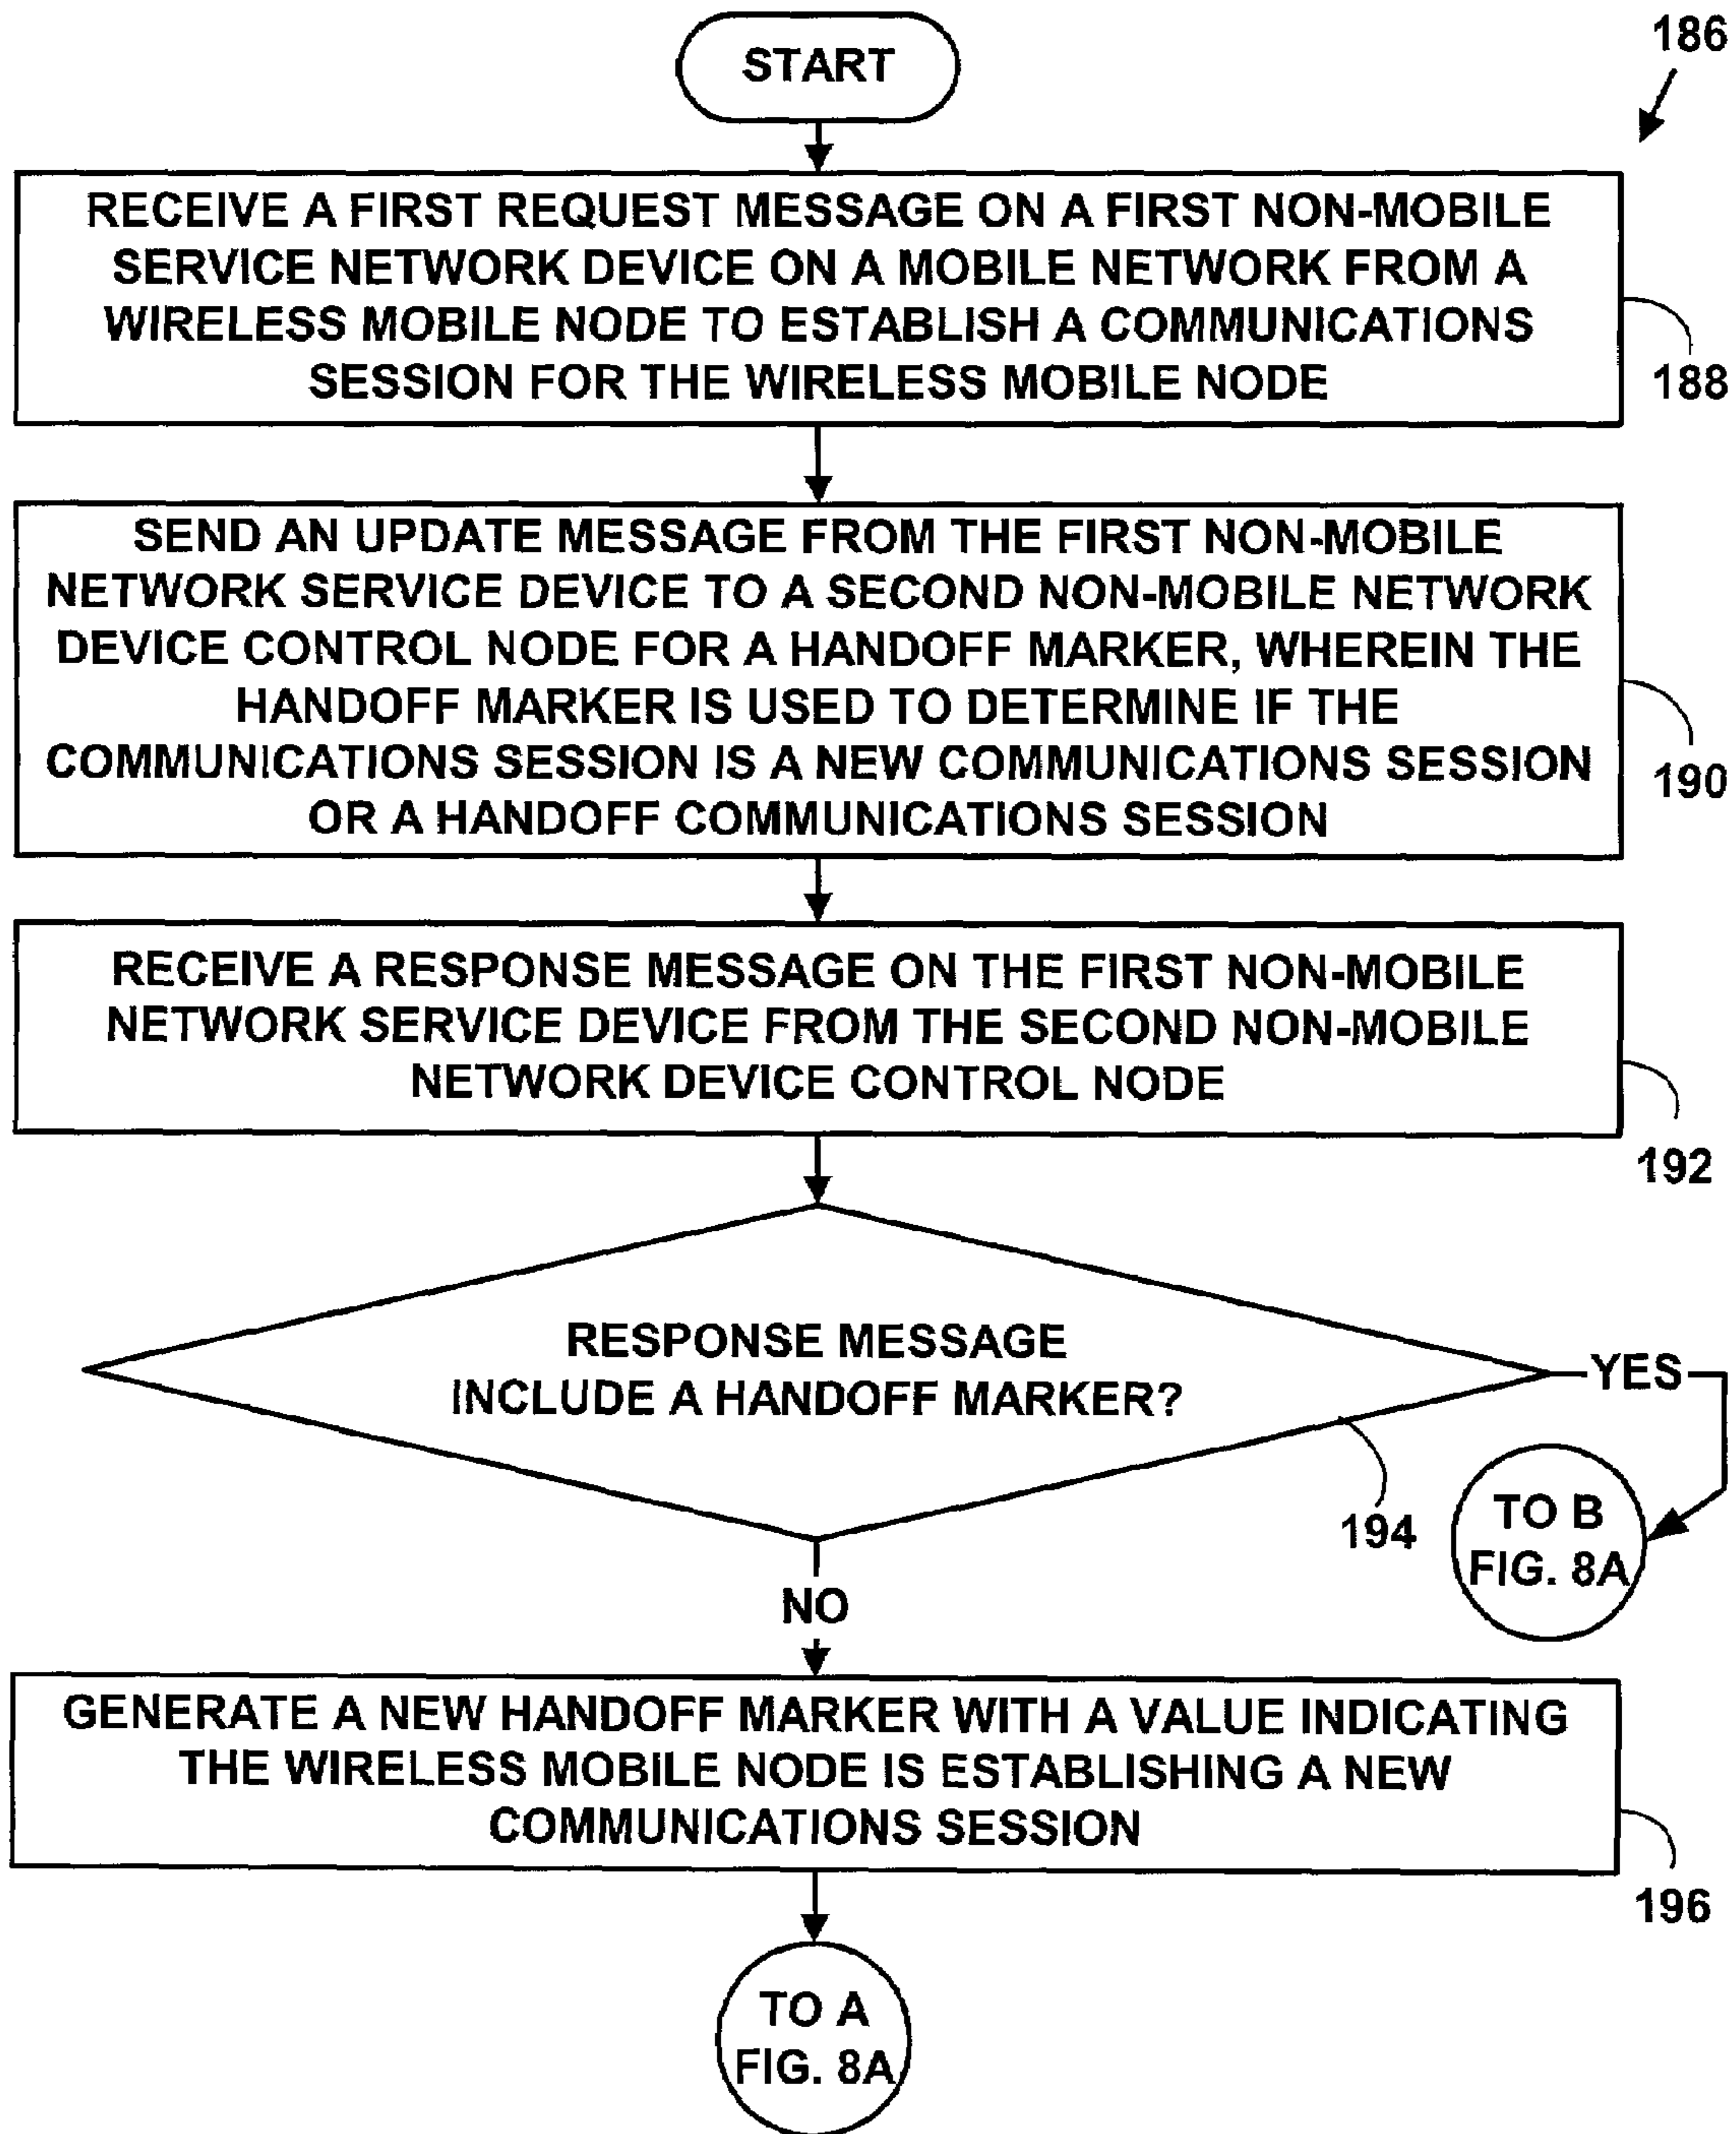 START
186
RECEIVE A FIRST REQUEST MESSAGE ON A FIRST NON-MOBILE
SERVICE NETWORK DEVICE ON A MOBILE NETWORK FROM A
WIRELESS MOBILE NODE TO ESTABLISH A COMMUNICATIONS
SESSION FOR THE WIRELESS MOBILE NODE
188
SEND AN UPDATE MESSAGE FROM THE FIRST NON-MOBILE
NETWORK SERVICE DEVICE TO A SECOND NON-MOBILE NETWORK
DEVICE CONTROL NODE FOR A HANDOFF MARKER, WHEREIN THE
HANDOFF MARKER IS USED TO DETERMINE IF THE
COMMUNICATIONS SESSION IS A NEW COMMUNICATIONS SESSION
OR A HANDOFF COMMUNICATIONS SESSION
190
RECEIVE A RESPONSE MESSAGE ON THE FIRST NON-MOBILE
NETWORK SERVICE DEVICE FROM THE SECOND NON-MOBILE
NETWORK DEVICE CONTROL NODE
192
RESPONSE MESSAGE
INCLUDE A HANDOFF MARKER?
YES
194
TO B
FIG. 8A
NO
GENERATE A NEW HANDOFF MARKER WITH A VALUE INDICATING
THE WIRELESS MOBILE NODE IS ESTABLISHING A NEW
COMMUNICATIONS SESSION
196
TO A
FIG. 8A